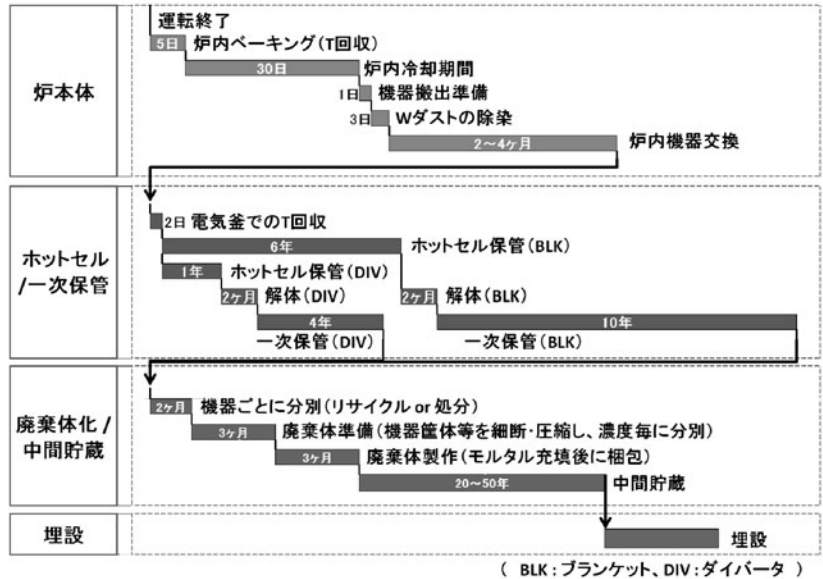 運転終了
5日 炉内ベーキング(T回収)
30日 炉内冷却期間
炉本体
1日 機器搬出準備
3日 Wダストの除染
2～4ヶ月 炉内機器交換
2日 電気釜でのT回収
6年 ホットセル保管(BLK)
ホットセル
/一次保管
1年 ホットセル保管(DIV)
2ヶ月 解体(DIV) 2ヶ月 解体(BLK)
4年 10年
一次保管(DIV) 一次保管(BLK)
廃棄体化 /
中間貯蔵
2ヶ月 機器ごとに分別(リサイクル or 処分)
3ヶ月 廃棄体準備(機器筐体等を細断・圧縮し、濃度毎に分別)
3ヶ月 廃棄体製作(モルタル充填後に梱包)
20～50年 中間貯蔵
埋設 埋設
( BLK：ブランケット、DIV：ダイバータ )